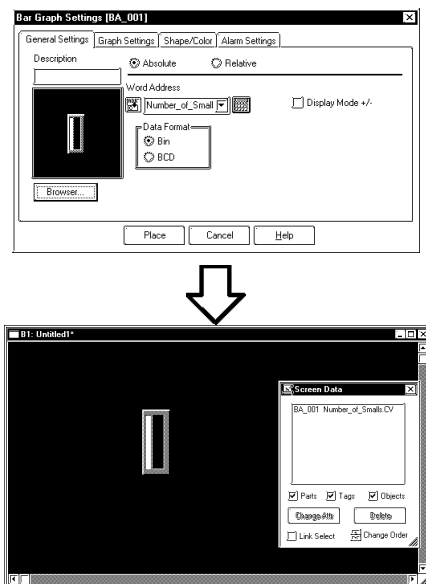 Bar Graph Settings [BA_001]
General Settings Graph Settings Shape/Color Alarm Settings
Description
Absolute Relative
Word Address
Number_of_Small
Display Mode +/-
Data Format
Bin
BCD
Browser...
Place Cancel Help
B1: Untitled1*
Screen Data
BA_001 Number_of_Smalls.CV
Parts Tags Objects
Change Attr Delete
Link Select Change Order